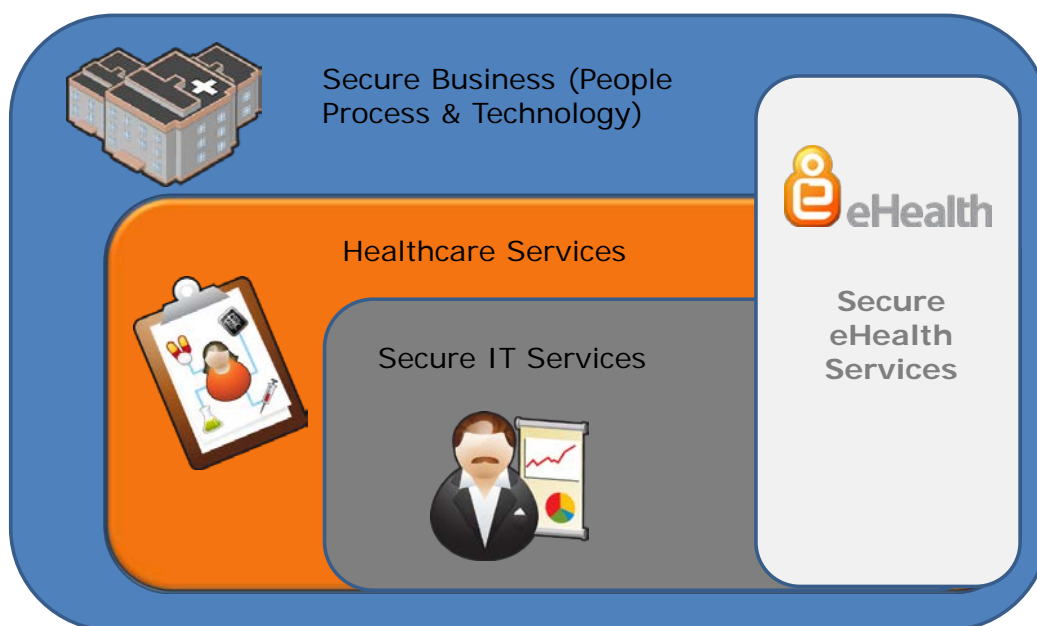 Secure Business (People
Process & Technology)
eHealth
Healthcare Services
Secure
eHealth
Services
Secure IT Services